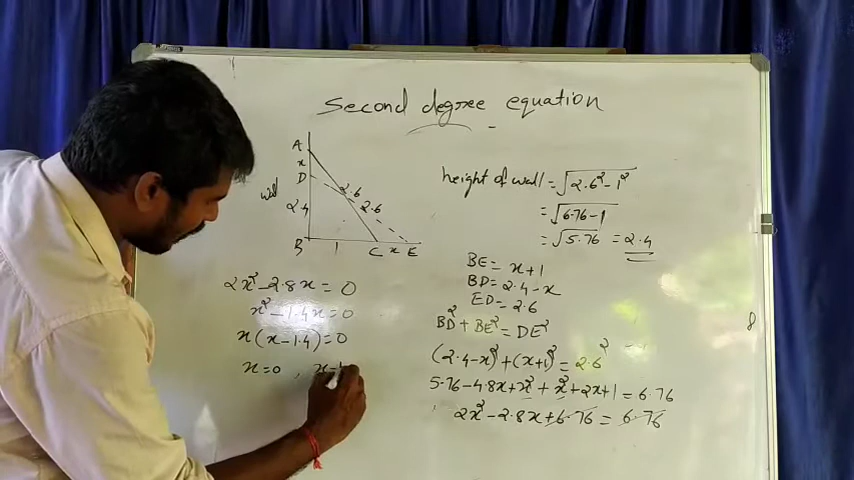 Second degree equation
A
x
D
wall
2.4
2.6
2.6
B
1
C x E
height of wall = √2.6² - 1²
= √6.76 - 1
= √5.76 = 2.4
BE = x+1
BD = 2.4 - x
ED = 2.6
BD² + BE² = DE²
(2.4-x)² + (x+1)² = 2.6²
5.76 - 4.8x + x² + x² + 2x + 1 = 6.76
2x² - 2.8x + 6.76 = 6.76
2x² - 2.8x = 0
x² - 1.4x = 0
x(x-1.4) = 0
x=0 , x-1
8